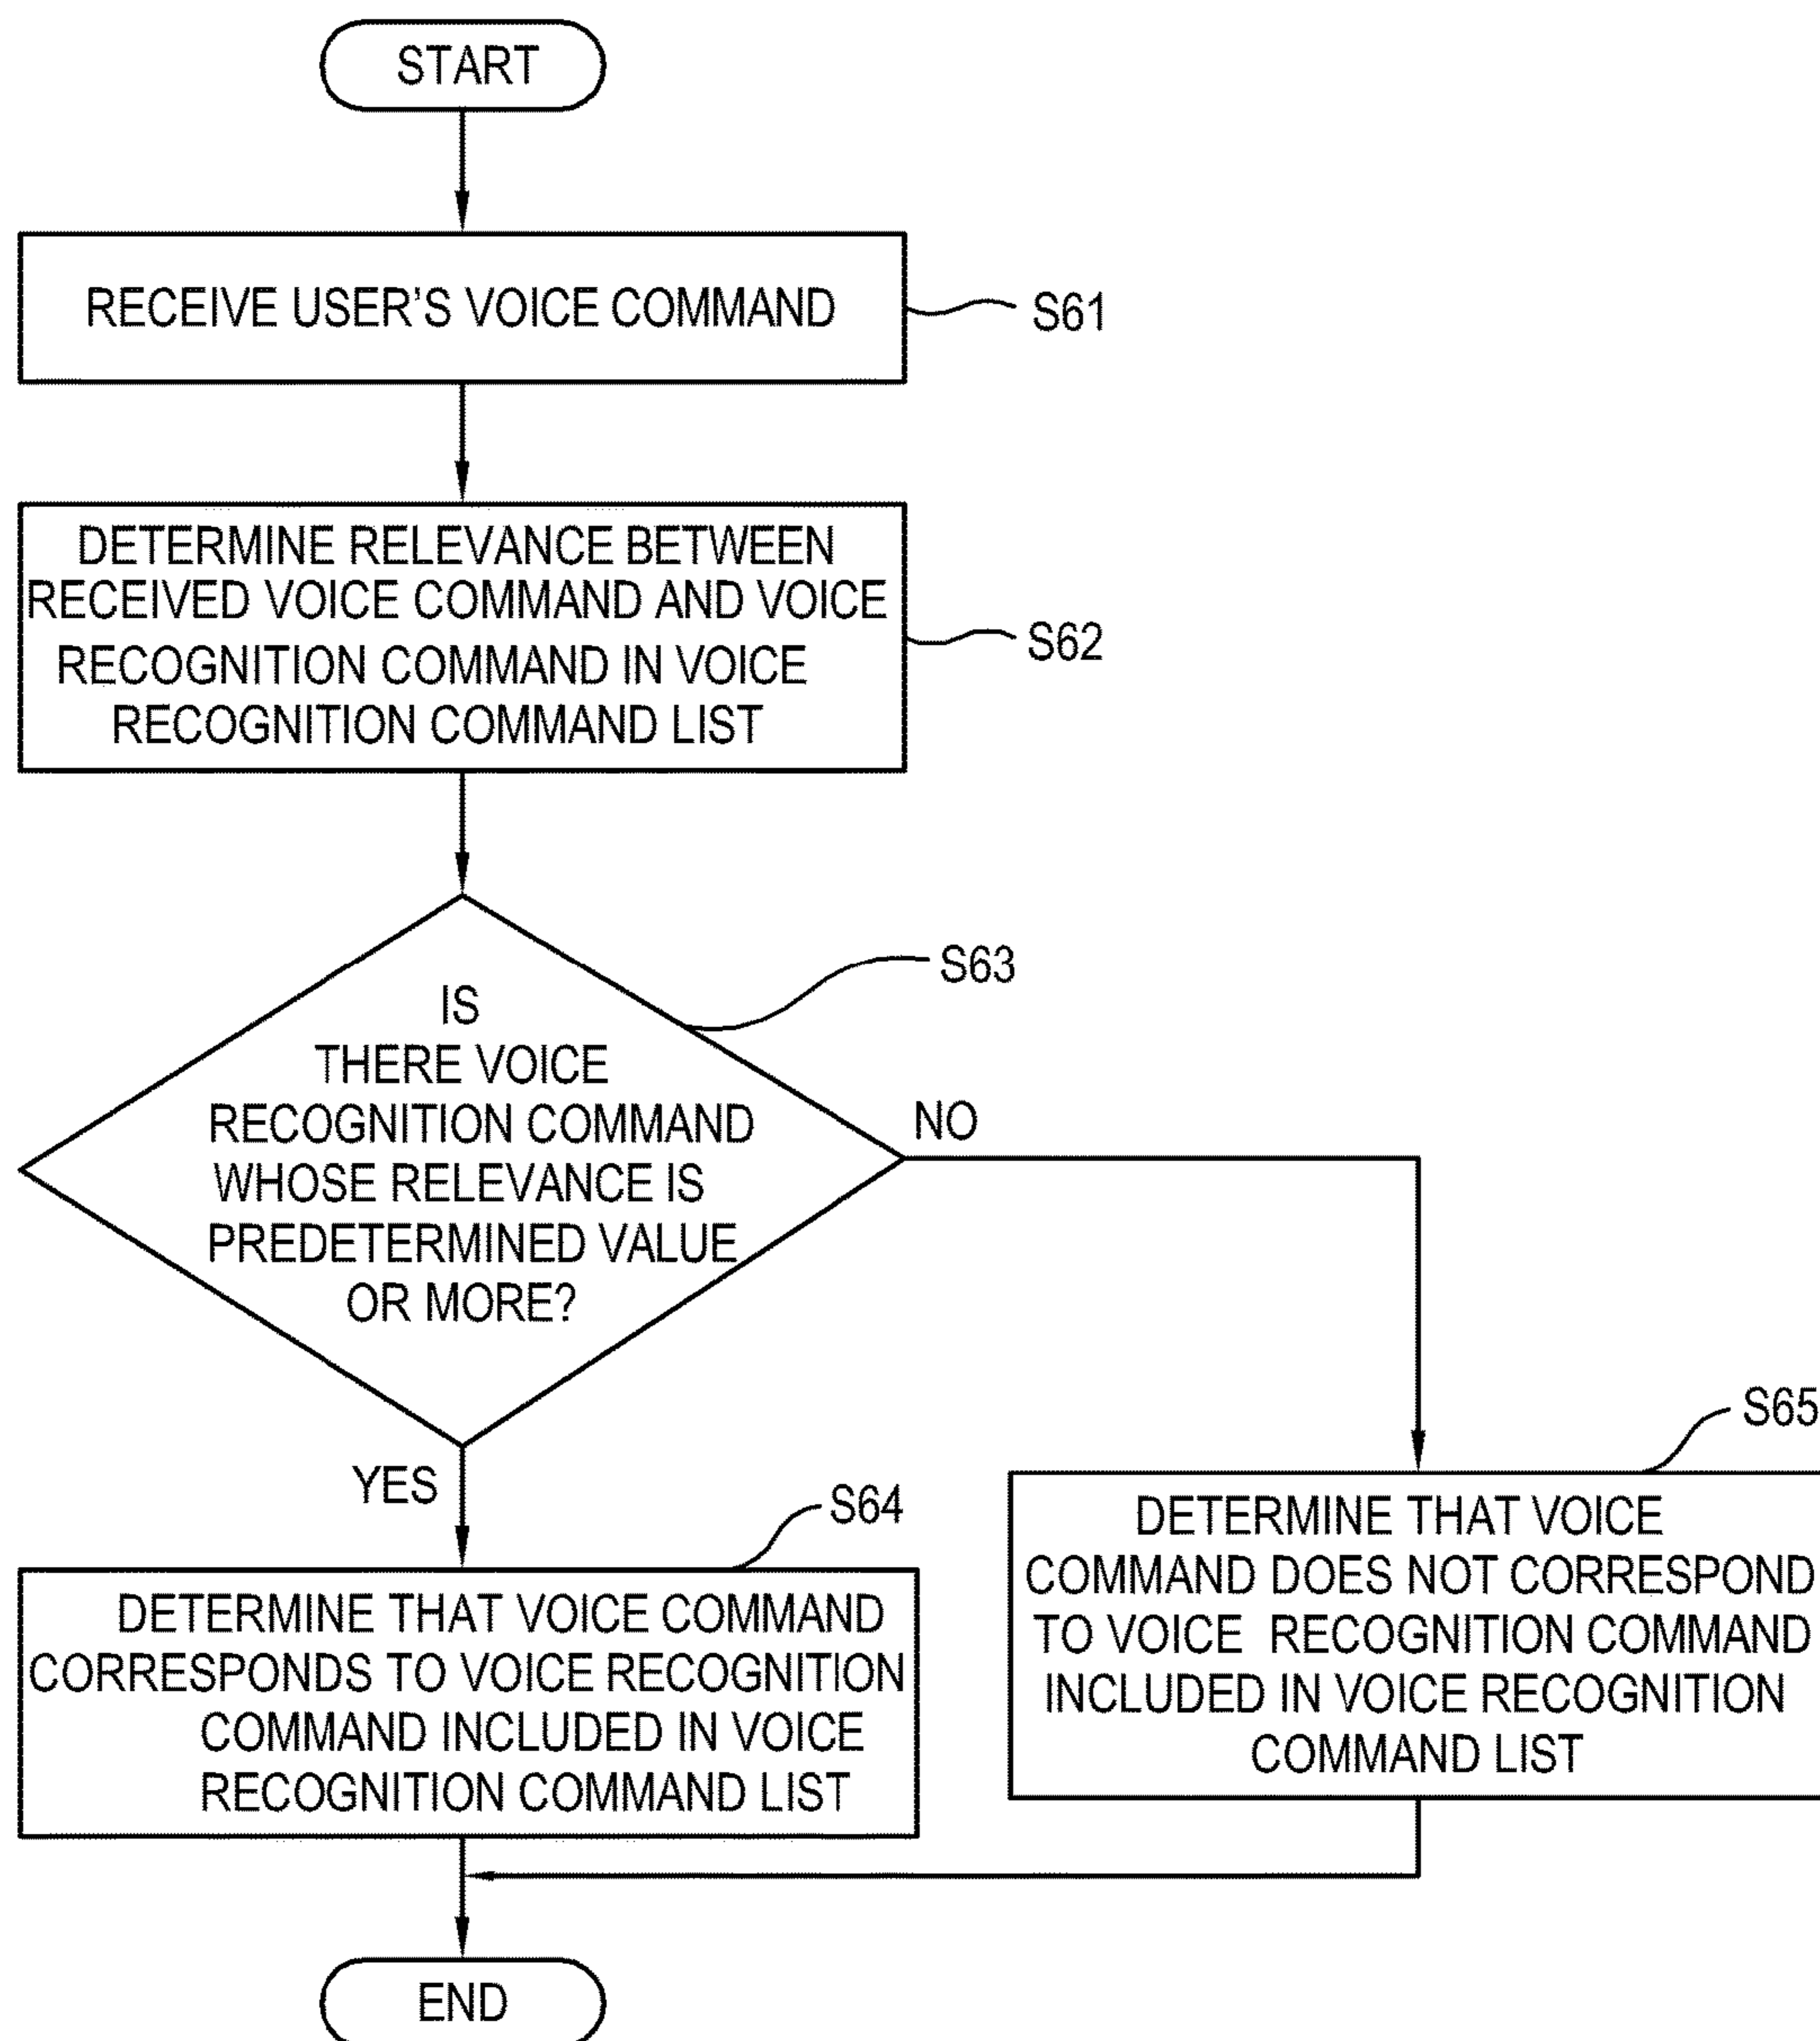 START
RECEIVE USER'S VOICE COMMAND
S61
DETERMINE RELEVANCE BETWEEN
RECEIVED VOICE COMMAND AND VOICE
RECOGNITION COMMAND IN VOICE
RECOGNITION COMMAND LIST
S62
IS
THERE VOICE
RECOGNITION COMMAND
WHOSE RELEVANCE IS
PREDETERMINED VALUE
OR MORE?
S63
NO
YES
S64
DETERMINE THAT VOICE COMMAND
CORRESPONDS TO VOICE RECOGNITION
COMMAND INCLUDED IN VOICE
RECOGNITION COMMAND LIST
S65
DETERMINE THAT VOICE
COMMAND DOES NOT CORRESPOND
TO VOICE RECOGNITION COMMAND
INCLUDED IN VOICE RECOGNITION
COMMAND LIST
END